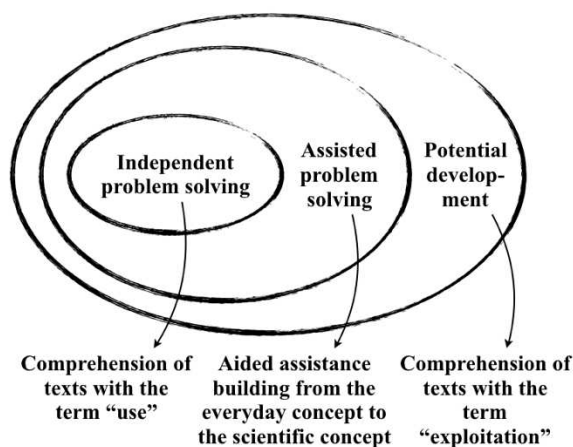 Independent
problem solving
Assisted
problem
solving
Potential
develop-
ment
Comprehension of
texts with the
term “use”
Aided assistance
building from the
everyday concept to
the scientific concept
Comprehension of
texts with the
term
“exploitation”